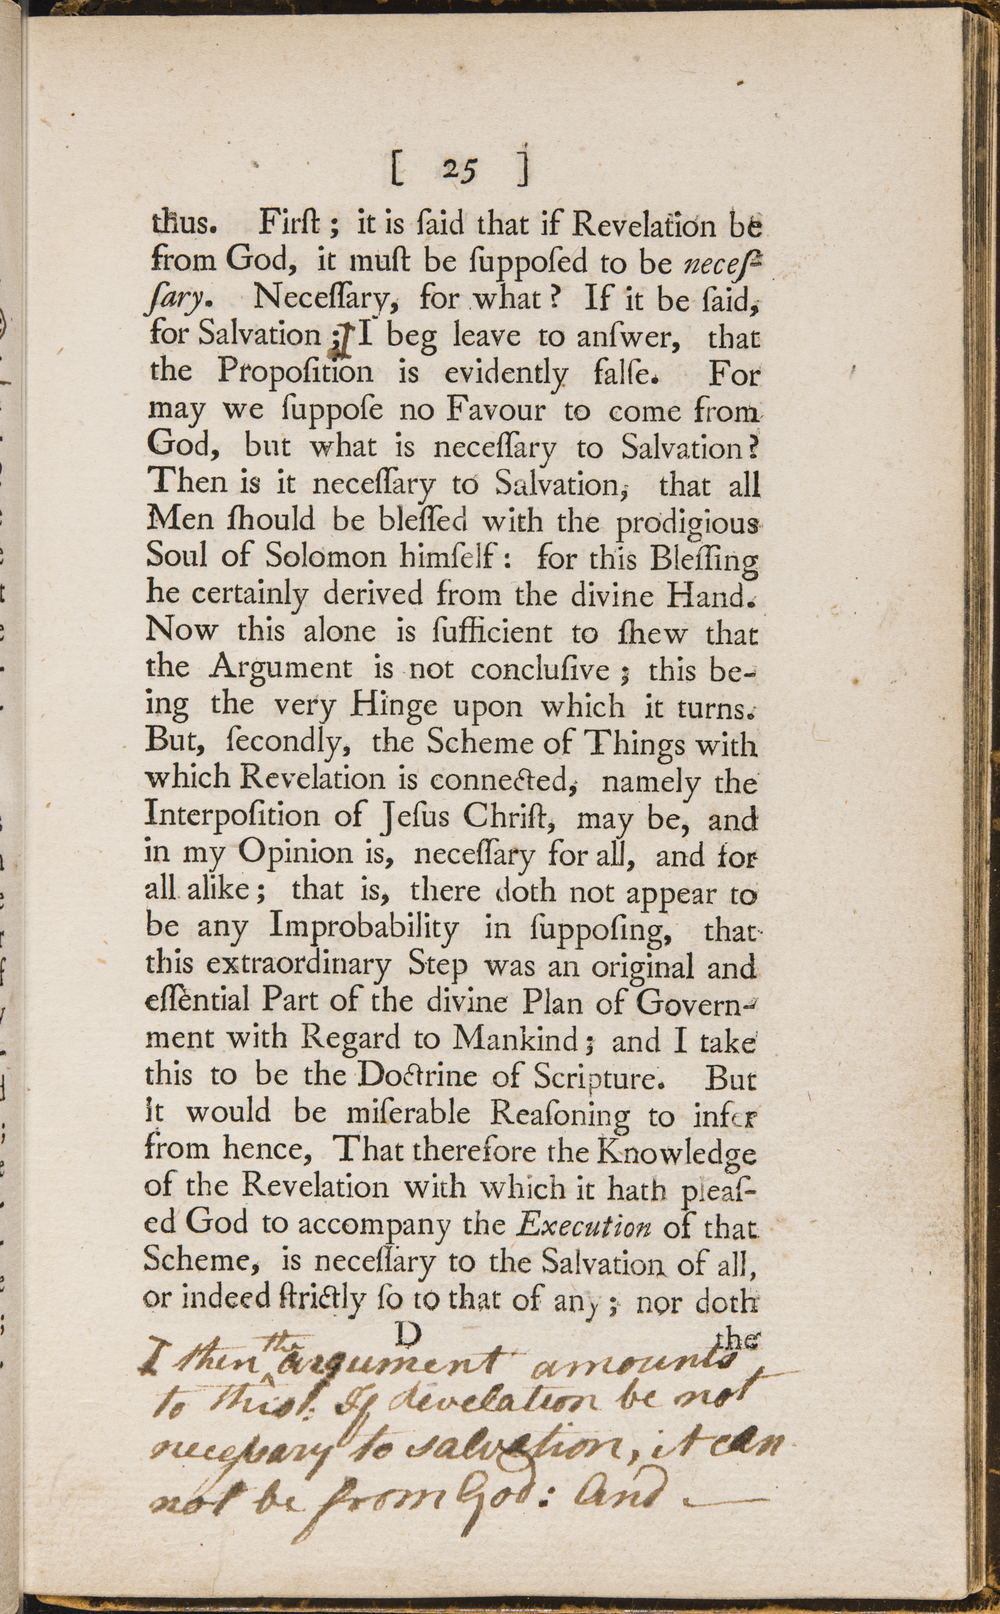 [ 25 ]
thus. Firſt ; it is ſaid that if Revelation be
from God, it muſt be ſuppoſed to be neceſ-
ſary. Neceſſary, for what ? If it be ſaid,
for Salvation ; I I beg leave to anſwer, that
the Propoſition is evidently falſe. For
may we ſuppoſe no Favour to come from
God, but what is neceſſary to Salvation ?
Then is it neceſſary to Salvation, that all
Men ſhould be bleſſed with the prodigious
Soul of Solomon himſelf : for this Bleſſing
he certainly derived from the divine Hand.
Now this alone is ſufficient to ſhew that
the Argument is not concluſive ; this be-
ing the very Hinge upon which it turns.
But, ſecondly, the Scheme of Things with
which Revelation is connected, namely the
Interpoſition of Jeſus Chriſt, may be, and
in my Opinion is, neceſſary for all, and for
all alike ; that is, there doth not appear to
be any Improbability in ſuppoſing, that
this extraordinary Step was an original and
eſſential Part of the divine Plan of Govern-
ment with Regard to Mankind ; and I take
this to be the Doctrine of Scripture. But
it would be miſerable Reaſoning to infer
from hence, That therefore the Knowledge
of the Revelation with which it hath pleaſ-
ed God to accompany the Execution of that
Scheme, is neceſſary to the Salvation of all,
or indeed ſtrictly ſo to that of any ; nor doth
D the
I then the argument amounts
to this: If Revelation be not
necessary to salvation, it can
not be from God: And —